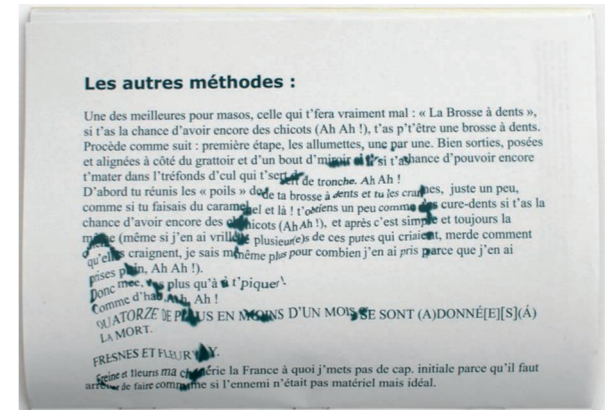 Les autres méthodes :
Une des meilleures pour masos, celle qui t'fera vraiment mal : « La Brosse à dents »,
si t'as la chance d'avoir encore des chicots (Ah Ah !), t'as p't'être une brosse à dents.
Procède comme suit : première étape, les allumettes, une par une. Bien sorties, posées
et alignées à côté du grattoir et d'un bout d'miroir si t'as chance d'pouvoir encore
t'mater dans l'tréfonds d'cul qui t'sert de tronche. Ah Ah !
D'abord tu réunis les « poils » de ta brosse à dents et tu les crames, juste un peu,
comme si tu faisais du caramel et là ! t'obtiens un peu comme des cure-dents si t'as la
chance d'avoir encore des chicots (Ah Ah !), et après c'est simple et toujours la
même (même si j'en ai vrillé plusieur(e)s de ces putes qui criaient, merde comment
qu'elles craignent, je sais même plus pour combien j'en ai pris parce que j'en ai
prises plein, Ah Ah !).
Donc mec, plus qu'à t'piquer
Comme d'hab, Ah, Ah !
QUATORZE DE PLUS EN MOINS D'UN MOIS SE SONT (A)DONNÉ[E][S](Á)
LA MORT.
FRESNES ET FLEURY.
Freine et fleuris ma la France à quoi j'mets pas de cap. initiale parce qu'il faut
arrêter de faire comme si l'ennemi n'était pas matériel mais idéal.